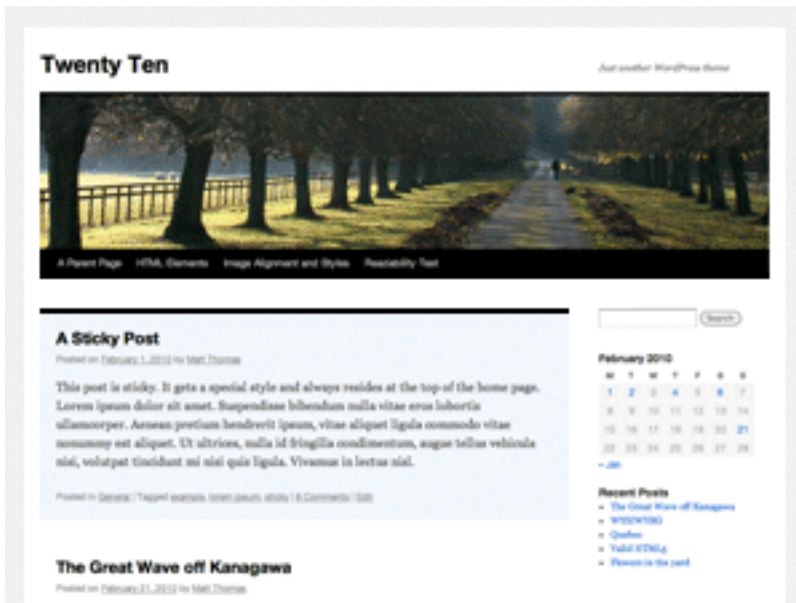 Twenty Ten
Just another WordPress theme
A Parent Page HTML Elements Image Alignment and Styles Readability Test
A Sticky Post
Posted on February 1, 2010 by Matt Thomas
This post is sticky. It gets a special style and always resides at the top of the home page.
Lorem ipsum dolor sit amet. Suspendisse bibendum nulla vitae eros lobortis
ullamcorper. Aenean pretium hendrerit ipsum, vitae aliquet ligula commodo vitae
nonummy est aliquet. Ut ultrices, nulla id fringilla condimentum, augue tellus vehicula
nisi, volutpat tincidunt mi nisi quis ligula. Vivamus in lectus nisl.
Posted in General | Tagged example, lorem ipsum, sticky | 8 Comments | Edit
The Great Wave off Kanagawa
Posted on February 21, 2010 by Matt Thomas
Search
February 2010
M T W T F S S
1 2 3 4 5 6 7
8 9 10 11 12 13 14
15 16 17 18 19 20 21
22 23 24 25 26 27 28
« Jan
Recent Posts
The Great Wave off Kanagawa
WYSIWYG
Quebec
Valid HTML5
Flowers in the yard